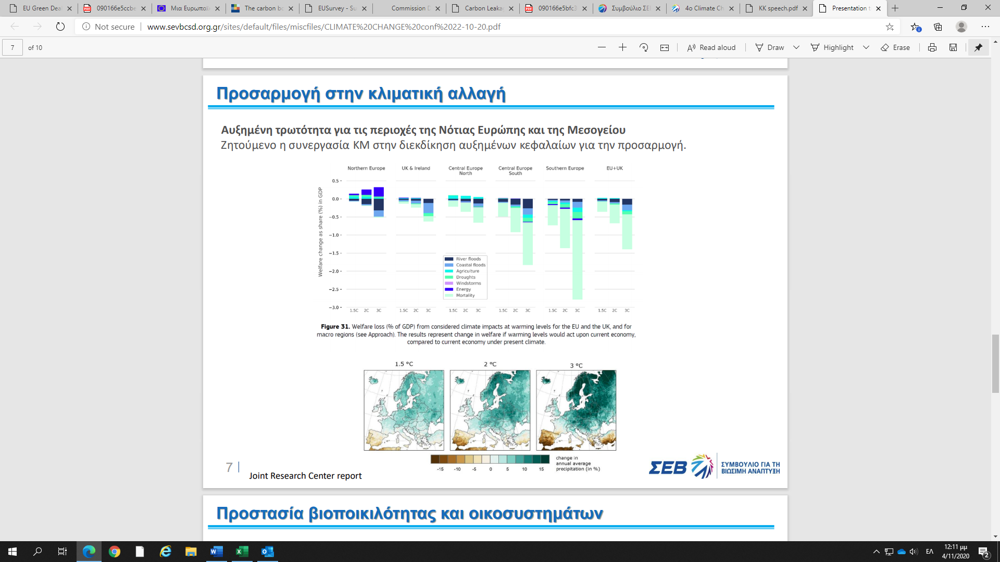 EU Green Dea
090166e5ccbe
Μια Ευρωπαϊ
The carbon bo
EUSurvey - Su
Commission D
Carbon Leaka
090166e5bfc3
Συμβούλιο ΣΕ
4ο Climate Ch
KK speech.pdf
Presentation t
Not secure www.sevbcsd.org.gr/sites/default/files/miscfiles/CLIMATE%20CHANGE%20conf%2022-10-20.pdf
7 of 10 Read aloud Draw Highlight Erase
Προσαρμογή στην κλιματική αλλαγή
Αυξημένη τρωτότητα για τις περιοχές της Νότιας Ευρώπης και της Μεσογείου
Ζητούμενο η συνεργασία ΚΜ στην διεκδίκηση αυξημένων κεφαλαίων για την προσαρμογή.
Northern Europe UK & Ireland Central Europe North Central Europe South Southern Europe EU+UK
Welfare change as share (%) in GDP
0.5
0.0
−0.5
−1.0
−1.5
−2.0
−2.5
−3.0
River floods
Coastal floods
Agriculture
Droughts
Windstorms
Energy
Mortality
1.5C 2C 3C 1.5C 2C 3C 1.5C 2C 3C 1.5C 2C 3C 1.5C 2C 3C 1.5C 2C 3C
Figure 31. Welfare loss (% of GDP) from considered climate impacts at warming levels for the EU and the UK, and for
macro regions (see Approach). The results represent change in welfare if warming levels would act upon current economy,
compared to current economy under present climate.
1.5 °C 2 °C 3 °C
-15 -10 -5 0 5 10 15
change in
annual average
precipitation (in %)
7
Joint Research Center report
ΣΕΒ
ΣΥΜΒΟΥΛΙΟ ΓΙΑ ΤΗ
ΒΙΩΣΙΜΗ ΑΝΑΠΤΥΞΗ
Προστασία βιοποικιλότητας και οικοσυστημάτων
ΕΛ
12:11 μμ
4/11/2020
2